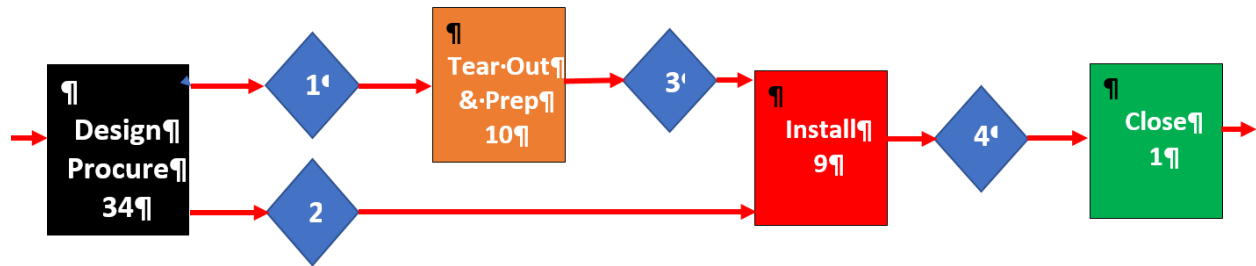 ¶
Design¶
Procure¶
34¶
1¶
2
¶
Tear·Out¶
&·Prep¶
10¶
3¶
¶
Install¶
9¶
4¶
¶
Close¶
1¶